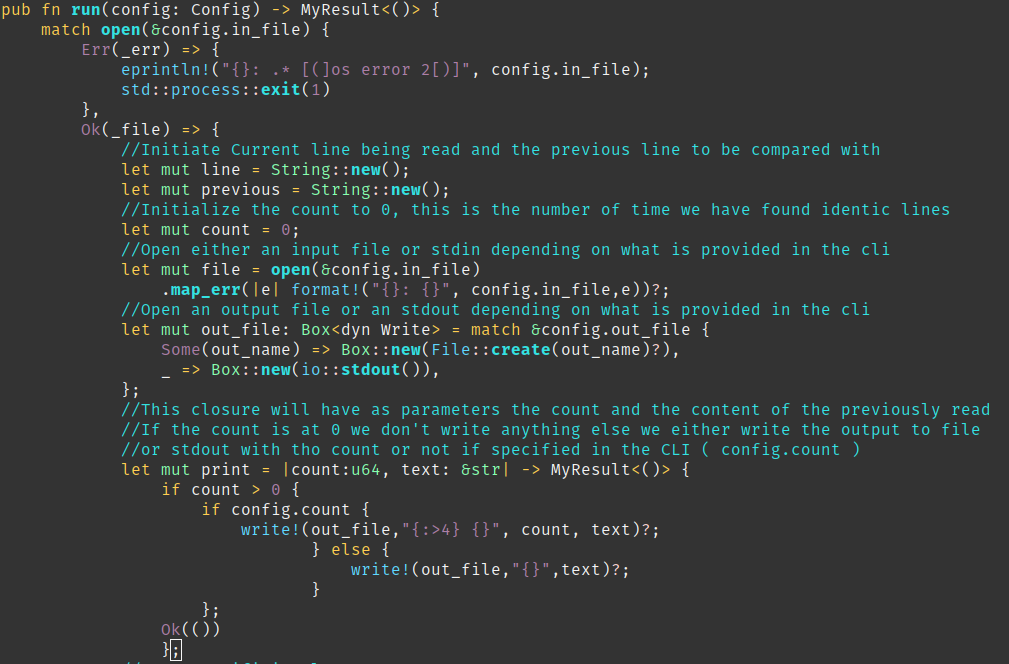 pub fn run(config: Config) -> MyResult<()> {
    match open(&config.in_file) {
        Err(_err) => {
            eprintln!("{}: .* [(]os error 2[)]", config.in_file);
            std::process::exit(1)
        },
        Ok(_file) => {
            //Initiate Current line being read and the previous line to be compared with
            let mut line = String::new();
            let mut previous = String::new();
            //Initialize the count to 0, this is the number of time we have found identic lines
            let mut count = 0;
            //Open either an input file or stdin depending on what is provided in the cli
            let mut file = open(&config.in_file)
                .map_err(|e| format!("{}: {}", config.in_file,e))?;
            //Open an output file or an stdout depending on what is provided in the cli
            let mut out_file: Box<dyn Write> = match &config.out_file {
                Some(out_name) => Box::new(File::create(out_name)?),
                _ => Box::new(io::stdout()),
            };
            //This closure will have as parameters the count and the content of the previously read
            //If the count is at 0 we don't write anything else we either write the output to file
            //or stdout with tho count or not if specified in the CLI ( config.count )
            let mut print = |count:u64, text: &str| -> MyResult<()> {
                if count > 0 {
                    if config.count {
                        write!(out_file,"{:>4} {}", count, text)?;
                               } else {
                                   write!(out_file,"{}",text)?;
                               }
                    };
                Ok(())
                };